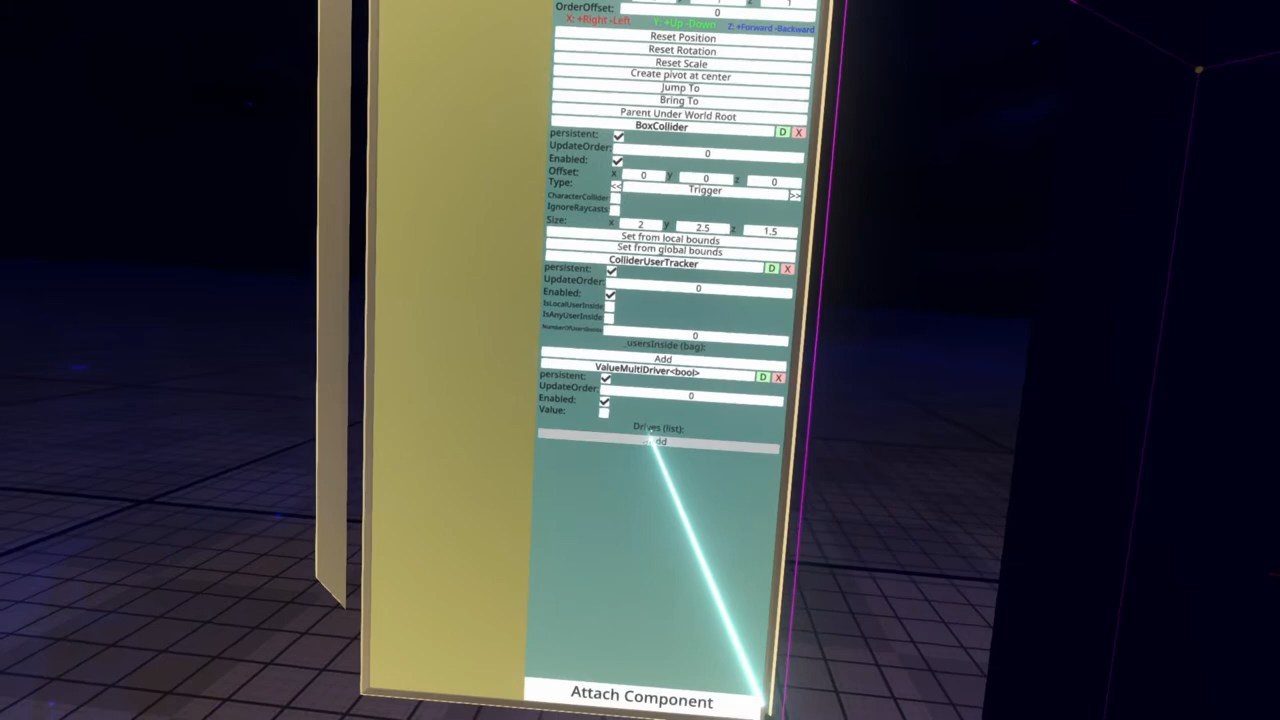 1
OrderOffset: 0
X: +Right -Left Y: +Up -Down Z: +Forward -Backward
Reset Position
Reset Rotation
Reset Scale
Create pivot at center
Jump To
Bring To
Parent Under World Root
BoxCollider D X
persistent:
UpdateOrder: 0
Enabled:
Offset: x 0 y 0 z 0
Type: << Trigger >>
CharacterCollider
IgnoreRaycasts
Size: x 2 y 2.5 z 1.5
Set from local bounds
Set from global bounds
ColliderUserTracker D X
persistent:
UpdateOrder: 0
Enabled:
IsLocalUserInside
IsAnyUserInside
NumberOfUsersInside 0
_usersInside (bag):
Add
ValueMultiDriver<bool> D X
persistent:
UpdateOrder: 0
Enabled:
Value:
Drives (list):
Add
Attach Component